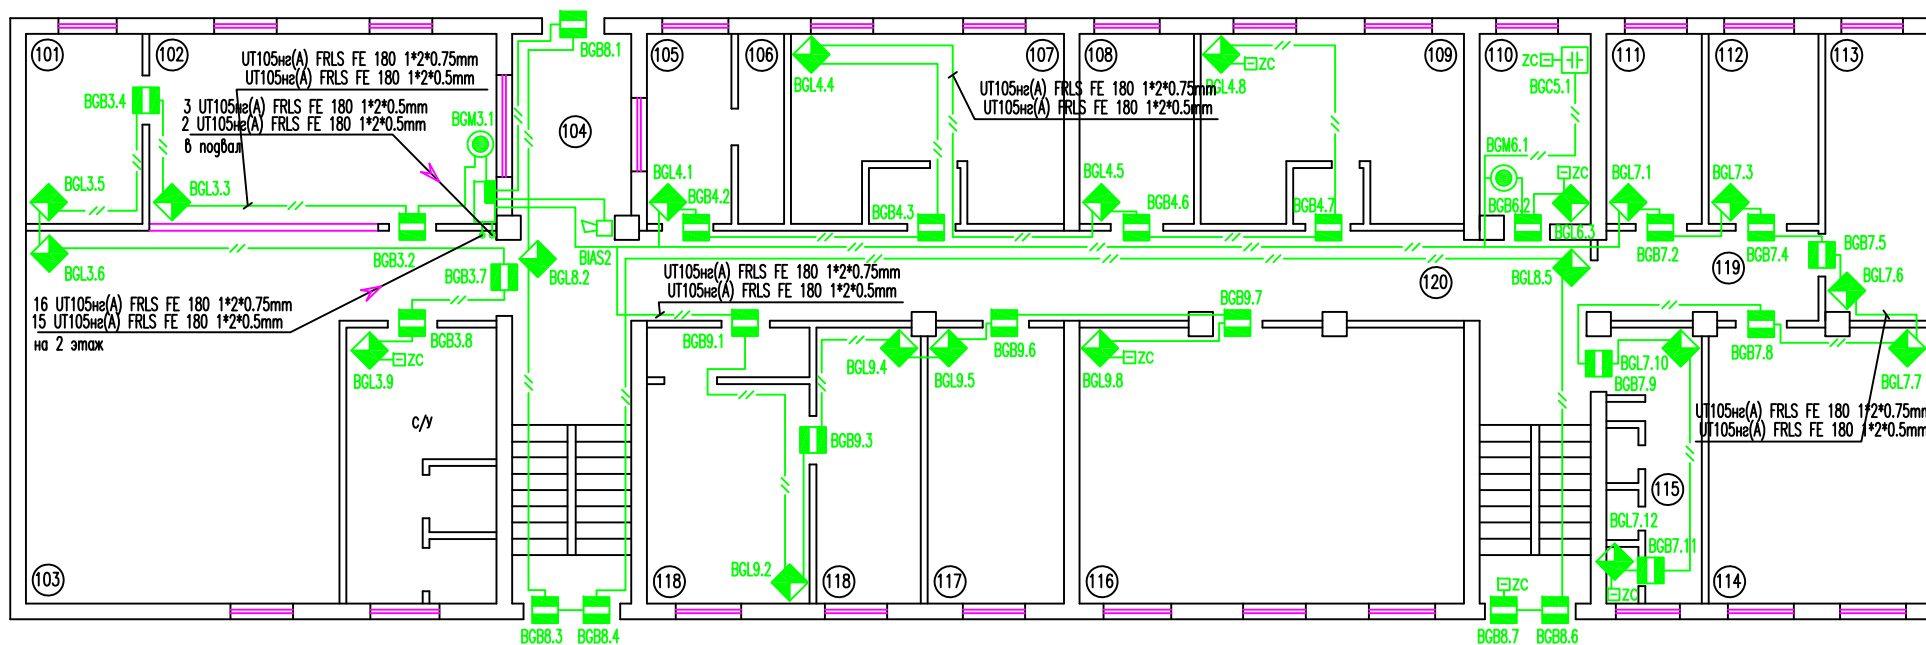 101
102
105
106
107
108
109
110
111
112
113
BGB8.1
UT105нг(А) FRLS FE 180 1*2*0.75mm
UT105нг(А) FRLS FE 180 1*2*0.5mm
3 UT105нг(А) FRLS FE 180 1*2*0.5mm
2 UT105нг(А) FRLS FE 180 1*2*0.5mm
в подвал
BGB3.4
BGM3.1
104
BGL4.4
UT105нг(А) FRLS FE 180 1*2*0.75mm
UT105нг(А) FRLS FE 180 1*2*0.5mm
BGL4.8
ZC
ZC
BGC5.1
BGM6.1
BGL3.5
BGL3.3
BGL4.1
BGB4.2
BGB4.3
BGL4.5
BGB4.6
BGB4.7
ZC
BGB6.2
BGL6.3
BGL7.1
BGL7.3
BGB7.2
BGB7.4
BGB7.5
BGL7.6
BGL3.6
BGB3.2
BGB3.7
BGL8.2
BIAS2
UT105нг(А) FRLS FE 180 1*2*0.75mm
UT105нг(А) FRLS FE 180 1*2*0.5mm
120
BGL8.5
119
16 UT105нг(А) FRLS FE 180 1*2*0.75mm
15 UT105нг(А) FRLS FE 180 1*2*0.5mm
на 2 этаж
BGB3.8
BGL3.9
ZC
BGB9.1
BGL9.4
BGL9.5
BGB9.6
BGB9.7
BGL9.8
ZC
BGL7.10
BGB7.9
BGB7.8
BGL7.7
UT105нг(А) FRLS FE 180 1*2*0.75mm
UT105нг(А) FRLS FE 180 1*2*0.5mm
с/у
BGB9.3
115
BGL7.12
BGB7.11
ZC
103
118
BGL9.2
118
117
116
ZC
114
BGB8.3
BGB8.4
BGB8.7
BGB8.6